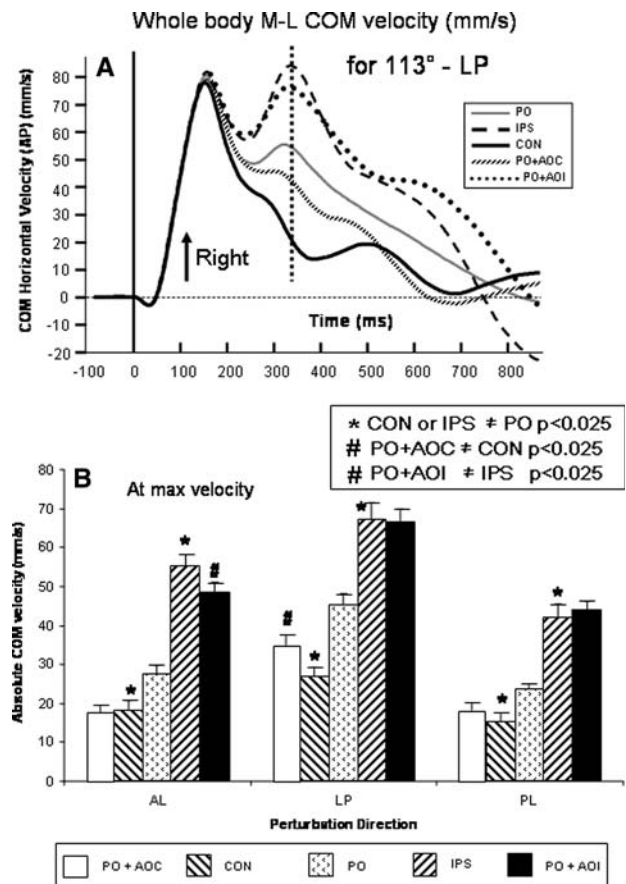 Whole body M-L COM velocity (mm/s)
A
for 113° - LP
COM Horizontal Velocity (AP) (mm/s)
80
70
60
50
40
30
20
10
0
-10
-20
PO
IPS
CON
PO+AOC
PO+AOI
Right
Time (ms)
-100 0 100 200 300 400 500 600 700 800
* CON or IPS ≠ PO p<0.025
# PO+AOC ≠ CON p<0.025
# PO+AOI ≠ IPS p<0.025
B
At max velocity
Absolute COM velocity (mm/s)
80
70
60
50
40
30
20
10
0
* * # # * * * *
AL LP PL
Perturbation Direction
PO + AOC CON PO IPS PO + AOI